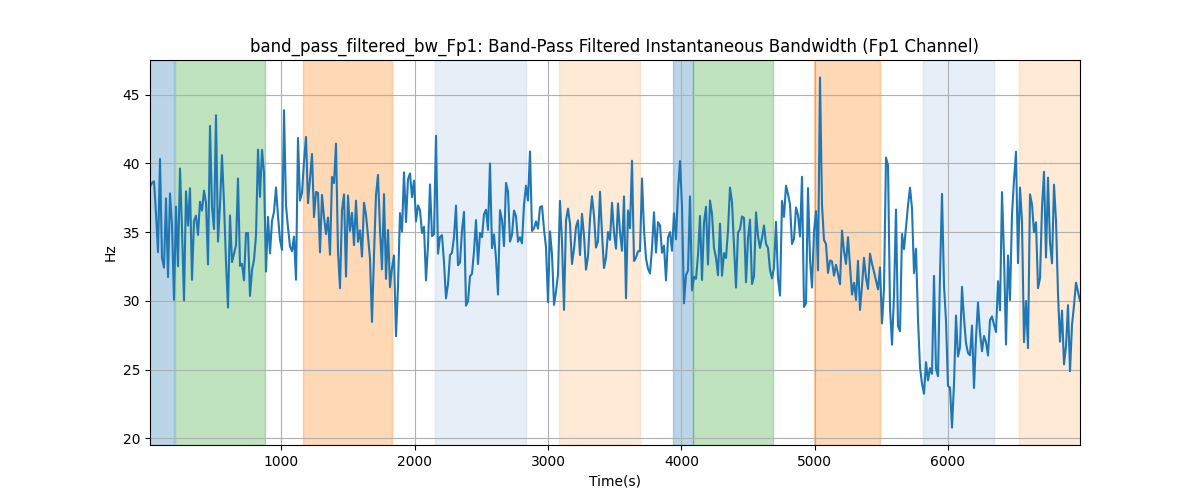 band_pass_filtered_bw_Fp1: Band-Pass Filtered Instantaneous Bandwidth (Fp1 Channel)
45
40
35
30
25
20
Hz
1000 2000 3000 4000 5000 6000
Time(s)